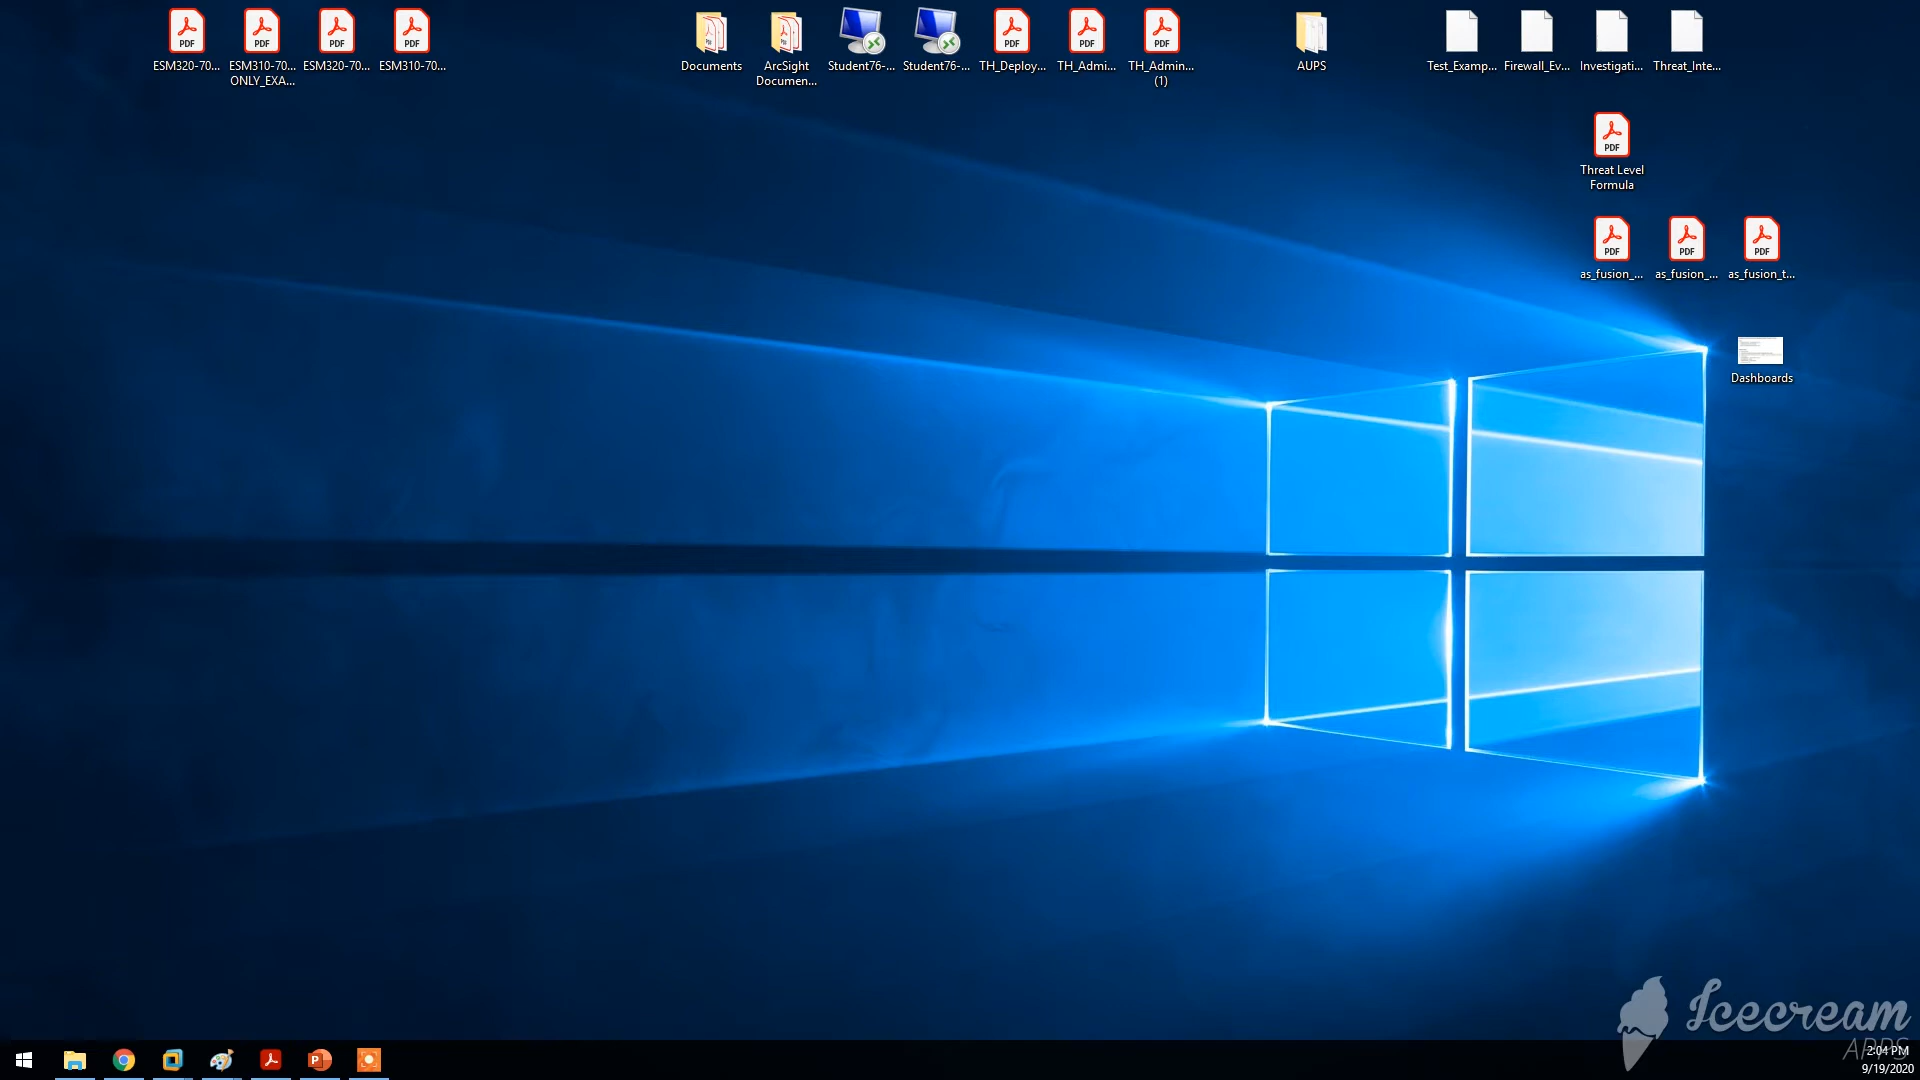 PDF
PDF
PDF
PDF
ESM320-70...
ESM310-70...
ONLY_EXA...
ESM320-70...
ESM310-70...
Documents
ArcSight
Documen...
Student76-...
Student76-...
PDF
TH_Deploy...
PDF
TH_Admi...
PDF
TH_Admin...
(1)
AUPS
Test_Examp...
Firewall_Ev...
Investigati...
Threat_Inte...
PDF
Threat Level
Formula
PDF
as_fusion_...
PDF
as_fusion_...
PDF
as_fusion_t...
Dashboards
Icecream
APPS
2:04 PM
9/19/2020